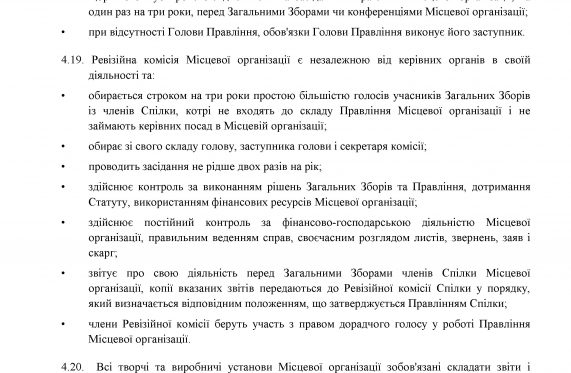 один раз на три роки, перед Загальними Зборами чи конференціями Місцевої організації;
• при відсутності Голови Правління, обов'язки Голови Правління виконує його заступник.
4.19. Ревізійна комісія Місцевої організації є незалежною від керівних органів в своїй
діяльності та:
• обирається строком на три роки простою більшістю голосів учасників Загальних Зборів
із членів Спілки, котрі не входять до складу Правління Місцевої організації і не
займають керівних посад в Місцевій організації;
• обирає зі свого складу голову, заступника голови і секретаря комісії;
• проводить засідання не рідше двох разів на рік;
• здійснює контроль за виконанням рішень Загальних Зборів та Правління, дотримання
Статуту, використанням фінансових ресурсів Місцевої організації;
• здійснює постійний контроль за фінансово-господарською діяльністю Місцевої
організації, правильним веденням справ, своєчасним розглядом листів, звернень, заяв і
скарг;
• звітує про свою діяльність перед Загальними Зборами членів Спілки Місцевої
організації, копії вказаних звітів передаються до Ревізійної комісії Спілки у порядку,
який визначається відповідним положенням, що затверджується Правлінням Спілки;
• члени Ревізійної комісії беруть участь з правом дорадчого голосу у роботі Правління
Місцевої організації.
4.20. Всі творчі та виробничі установи Місцевої організації зобов'язані складати звіти і